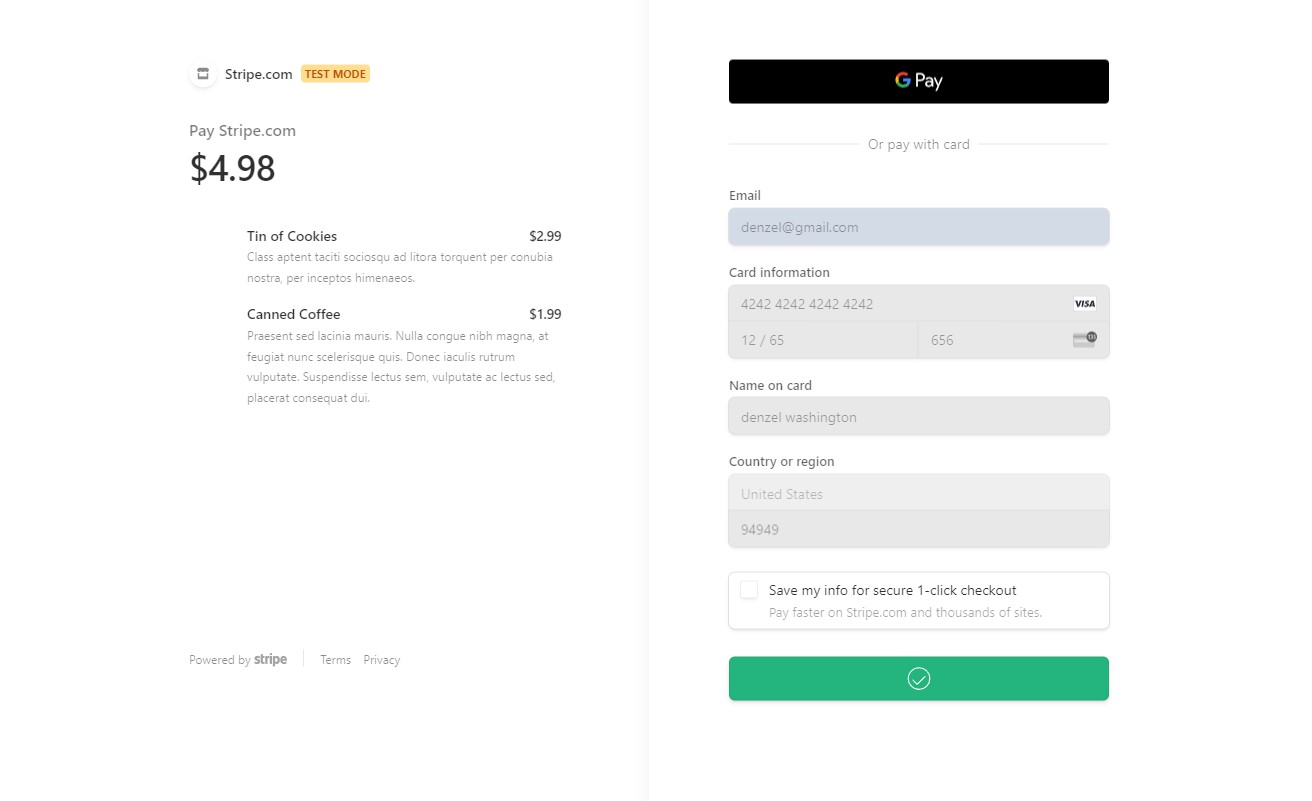 Stripe.com TEST MODE
Pay Stripe.com
$4.98
Tin of Cookies $2.99
Class aptent taciti sociosqu ad litora torquent per conubia
nostra, per inceptos himenaeos.
Canned Coffee $1.99
Praesent sed lacinia mauris. Nulla congue nibh magna, at
feugiat nunc scelerisque quis. Donec iaculis rutrum
vulputate. Suspendisse lectus sem, vulputate ac lectus sed,
placerat consequat dui.
Powered by stripe Terms Privacy
G Pay
Or pay with card
Email
denzel@gmail.com
Card information
4242 4242 4242 4242 VISA
12 / 65 656
Name on card
denzel washington
Country or region
United States
94949
Save my info for secure 1-click checkout
Pay faster on Stripe.com and thousands of sites.